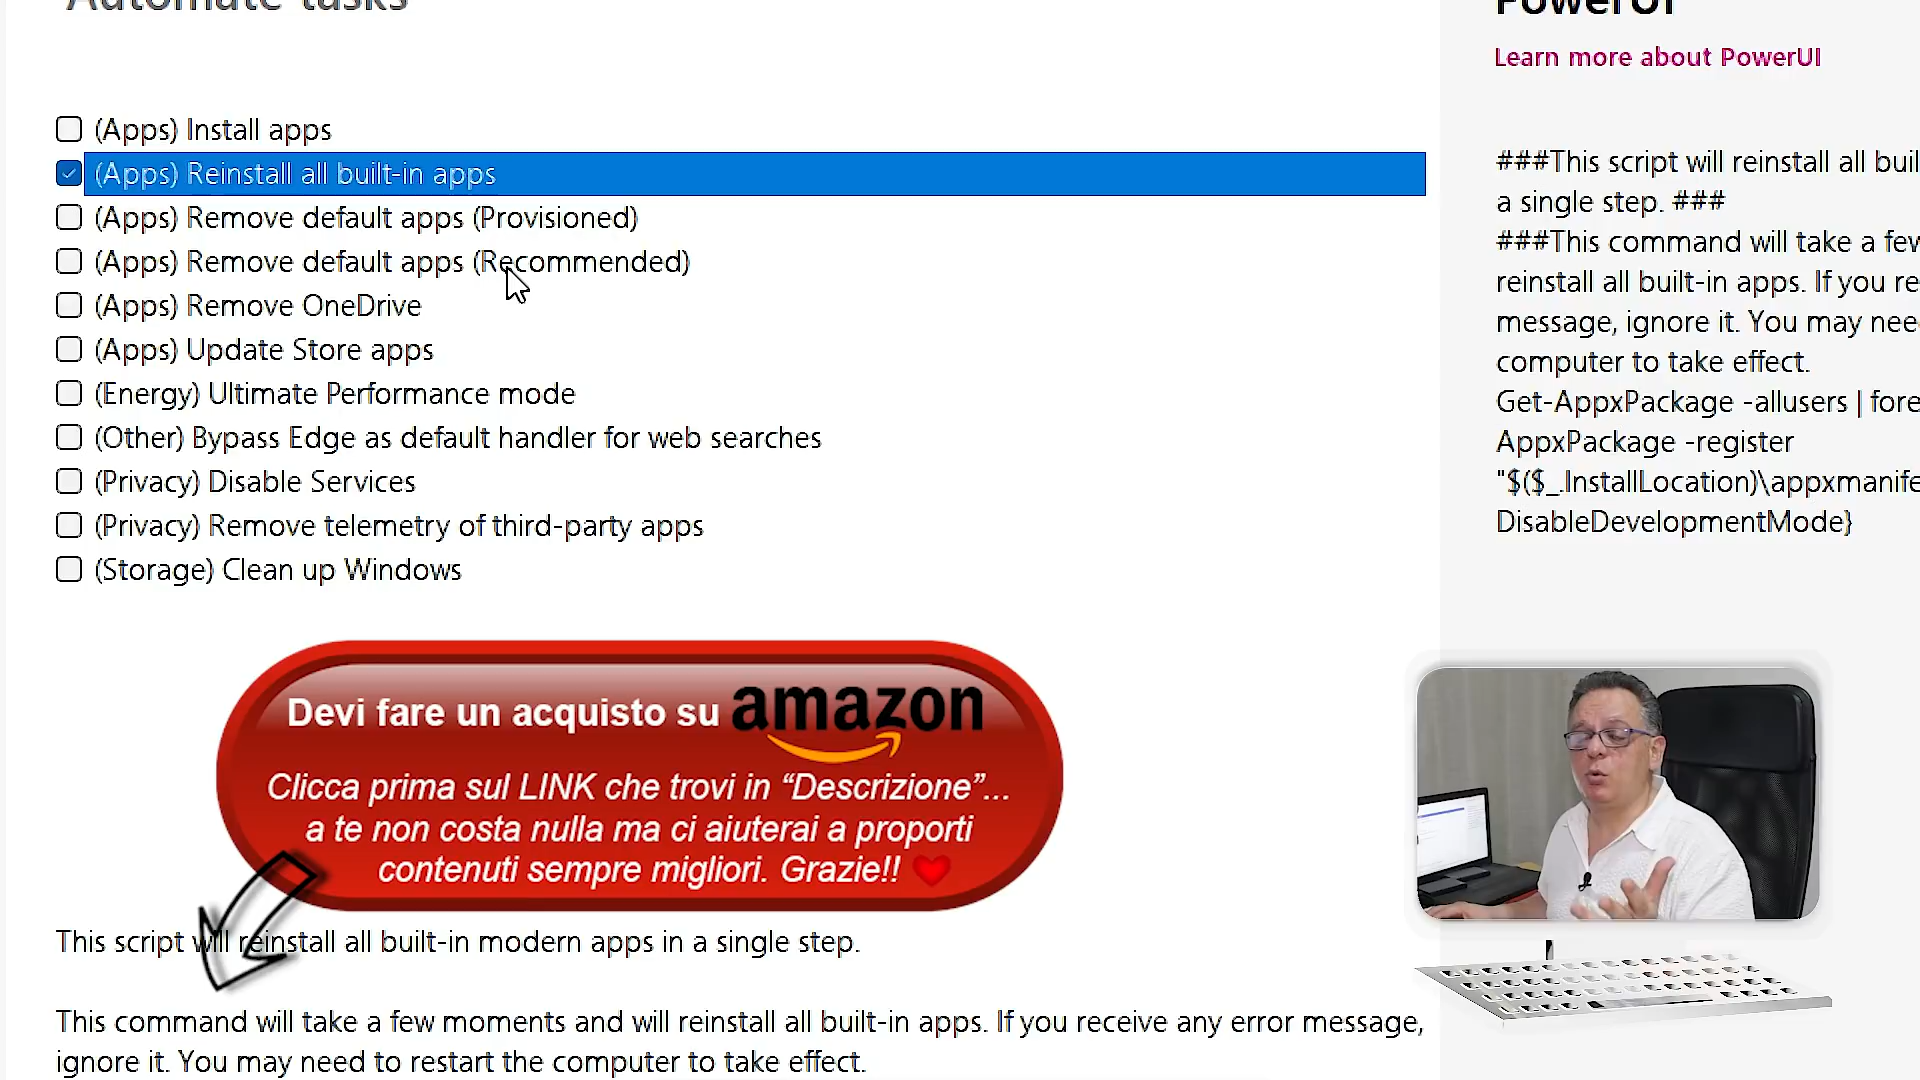 Automate tasks
(Apps) Install apps
(Apps) Reinstall all built-in apps
(Apps) Remove default apps (Provisioned)
(Apps) Remove default apps (Recommended)
(Apps) Remove OneDrive
(Apps) Update Store apps
(Energy) Ultimate Performance mode
(Other) Bypass Edge as default handler for web searches
(Privacy) Disable Services
(Privacy) Remove telemetry of third-party apps
(Storage) Clean up Windows
Devi fare un acquisto su amazon
Clicca prima sul LINK che trovi in “Descrizione”...
a te non costa nulla ma ci aiuterai a proporti
contenuti sempre migliori. Grazie!!
This script will reinstall all built-in modern apps in a single step.
This command will take a few moments and will reinstall all built-in apps. If you receive any error message,
ignore it. You may need to restart the computer to take effect.
PowerUI
Learn more about PowerUI
###This script will reinstall all buil
a single step. ###
###This command will take a few
reinstall all built-in apps. If you re
message, ignore it. You may nee
computer to take effect.
Get-AppxPackage -allusers | fore
AppxPackage -register
"$($_.InstallLocation)\appxmanife
DisableDevelopmentMode}